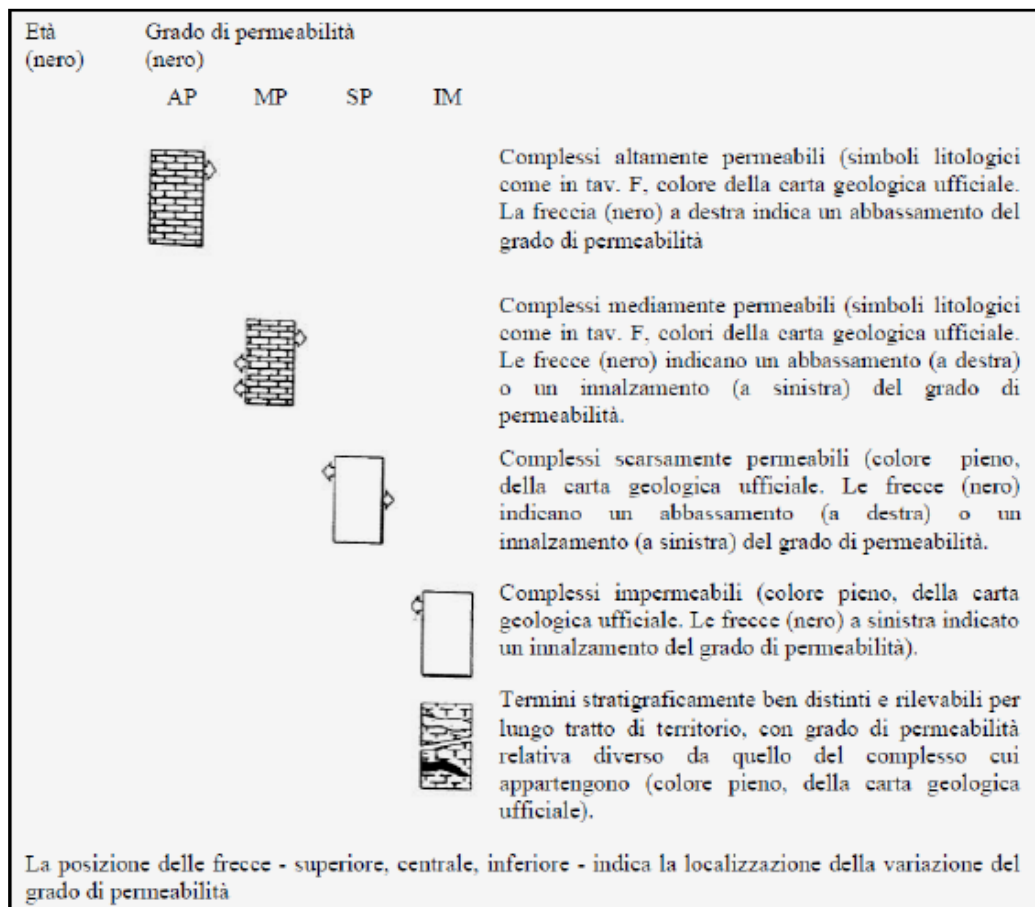 Età Grado di permeabilità
(nero) (nero)
AP MP SP IM
Complessi altamente permeabili (simboli litologici
come in tav. F, colore della carta geologica ufficiale.
La freccia (nero) a destra indica un abbassamento del
grado di permeabilità
Complessi mediamente permeabili (simboli litologici
come in tav. F, colori della carta geologica ufficiale.
Le frecce (nero) indicano un abbassamento (a destra)
o un innalzamento (a sinistra) del grado di
permeabilità.
Complessi scarsamente permeabili (colore pieno,
della carta geologica ufficiale. Le frecce (nero)
indicano un abbassamento (a destra) o un
innalzamento (a sinistra) del grado di permeabilità.
Complessi impermeabili (colore pieno, della carta
geologica ufficiale. Le frecce (nero) a sinistra indicato
un innalzamento del grado di permeabilità).
Termini stratigraficamente ben distinti e rilevabili per
lungo tratto di territorio, con grado di permeabilità
relativa diverso da quello del complesso cui
appartengono (colore pieno, della carta geologica
ufficiale).
La posizione delle frecce - superiore, centrale, inferiore - indica la localizzazione della variazione del
grado di permeabilità